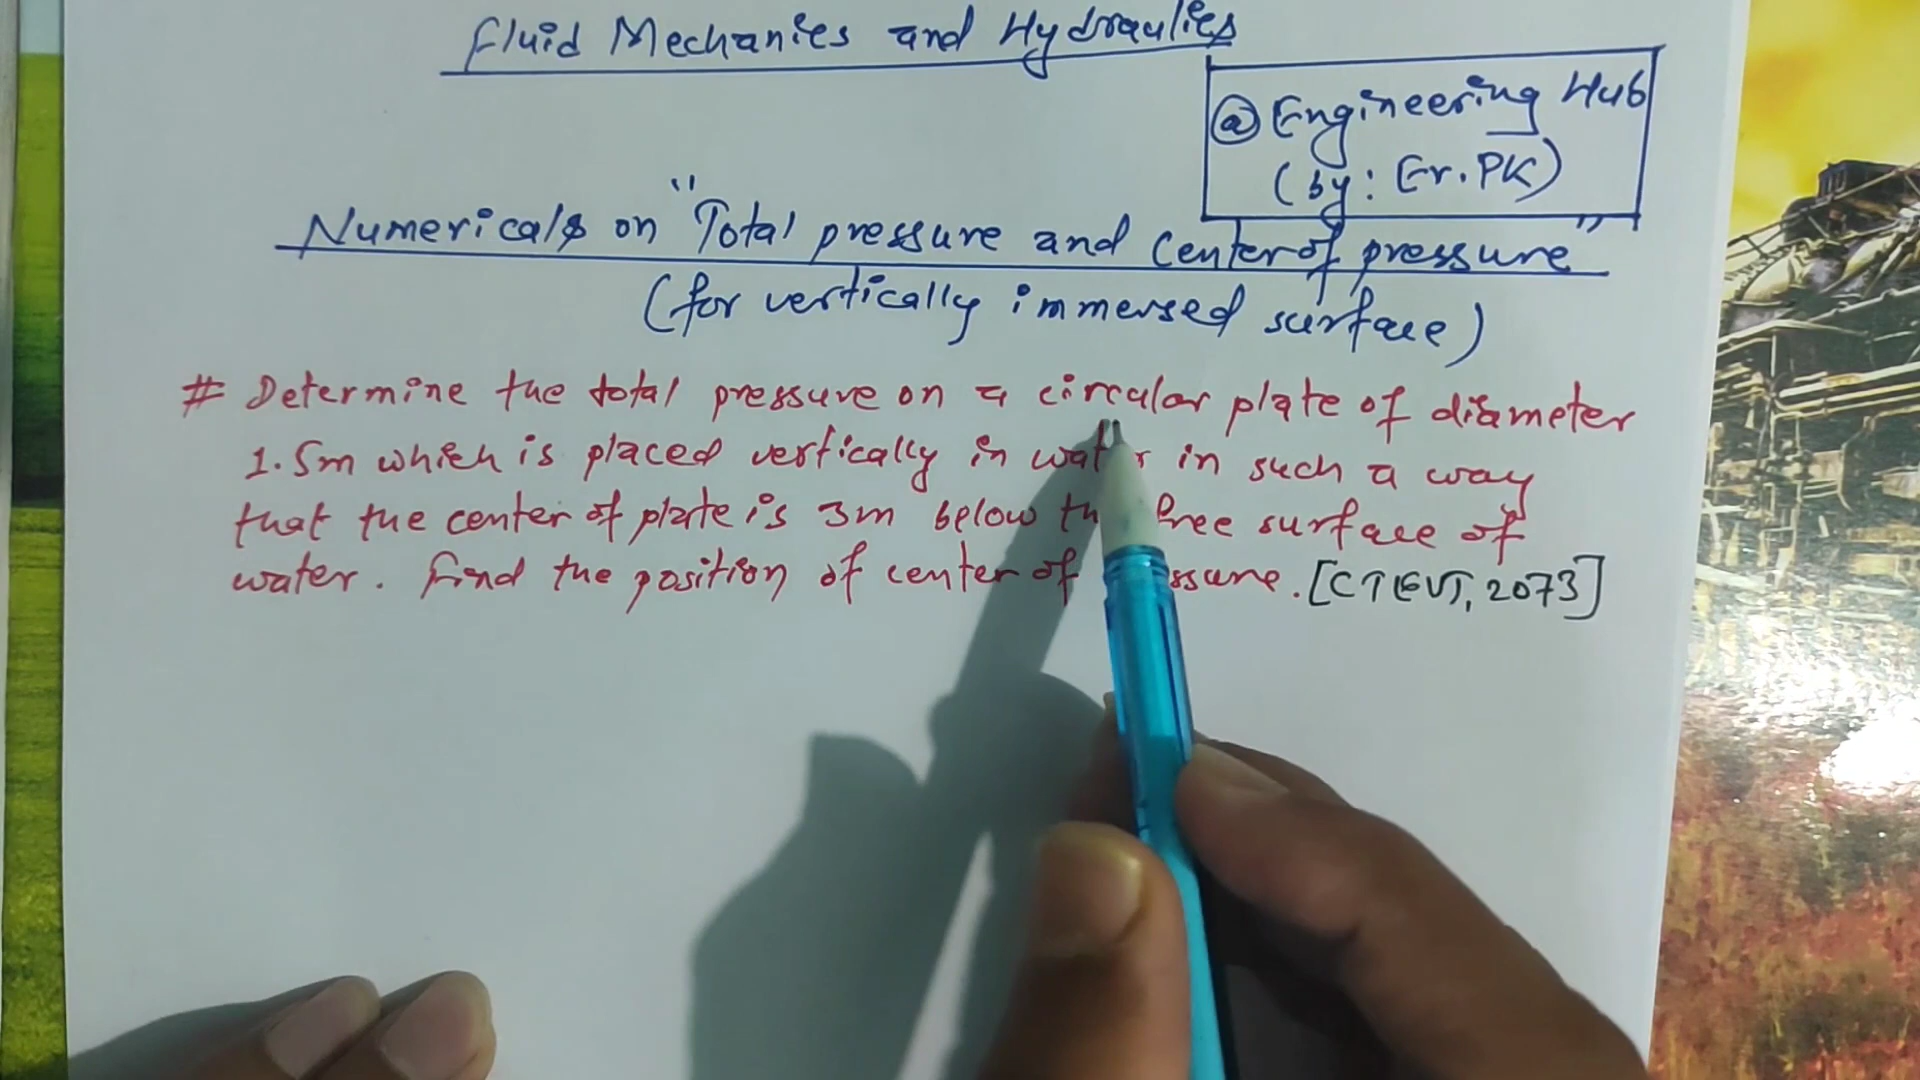 Fluid Mechanics and Hydraulics
@ Engineering Hub
(by: Er. PK)
Numericals on "Total pressure and Center of pressure"
(for vertically immersed surface)
# Determine the total pressure on a circular plate of diameter
1.5m which is placed vertically in water in such a way
that the center of plate is 3m below the free surface of
water. Find the position of center of pressure. [CTEVT, 2073]